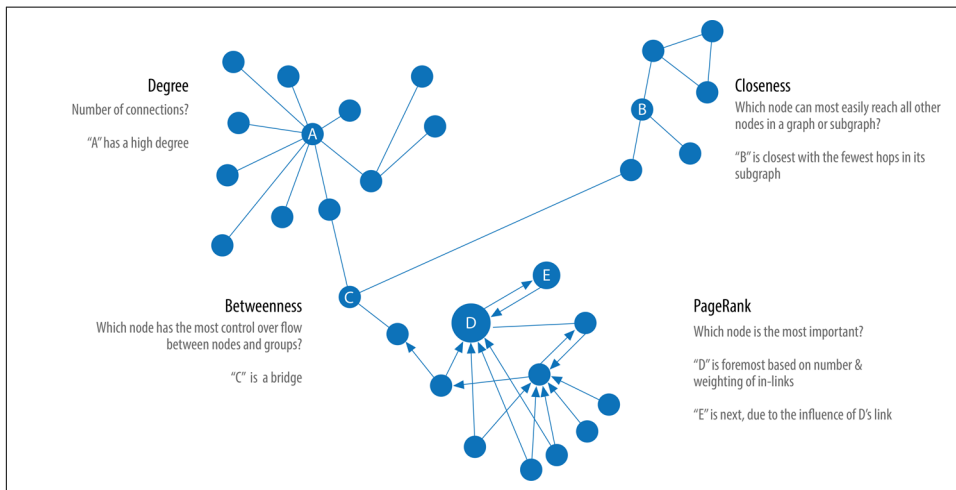 Degree
Number of connections?
“A” has a high degree
A
Closeness
Which node can most easily reach all other
nodes in a graph or subgraph?
“B” is closest with the fewest hops in its
subgraph
B
Betweenness
Which node has the most control over flow
between nodes and groups?
“C” is a bridge
C
D
E
PageRank
Which node is the most important?
“D” is foremost based on number &
weighting of in-links
“E” is next, due to the influence of D’s link